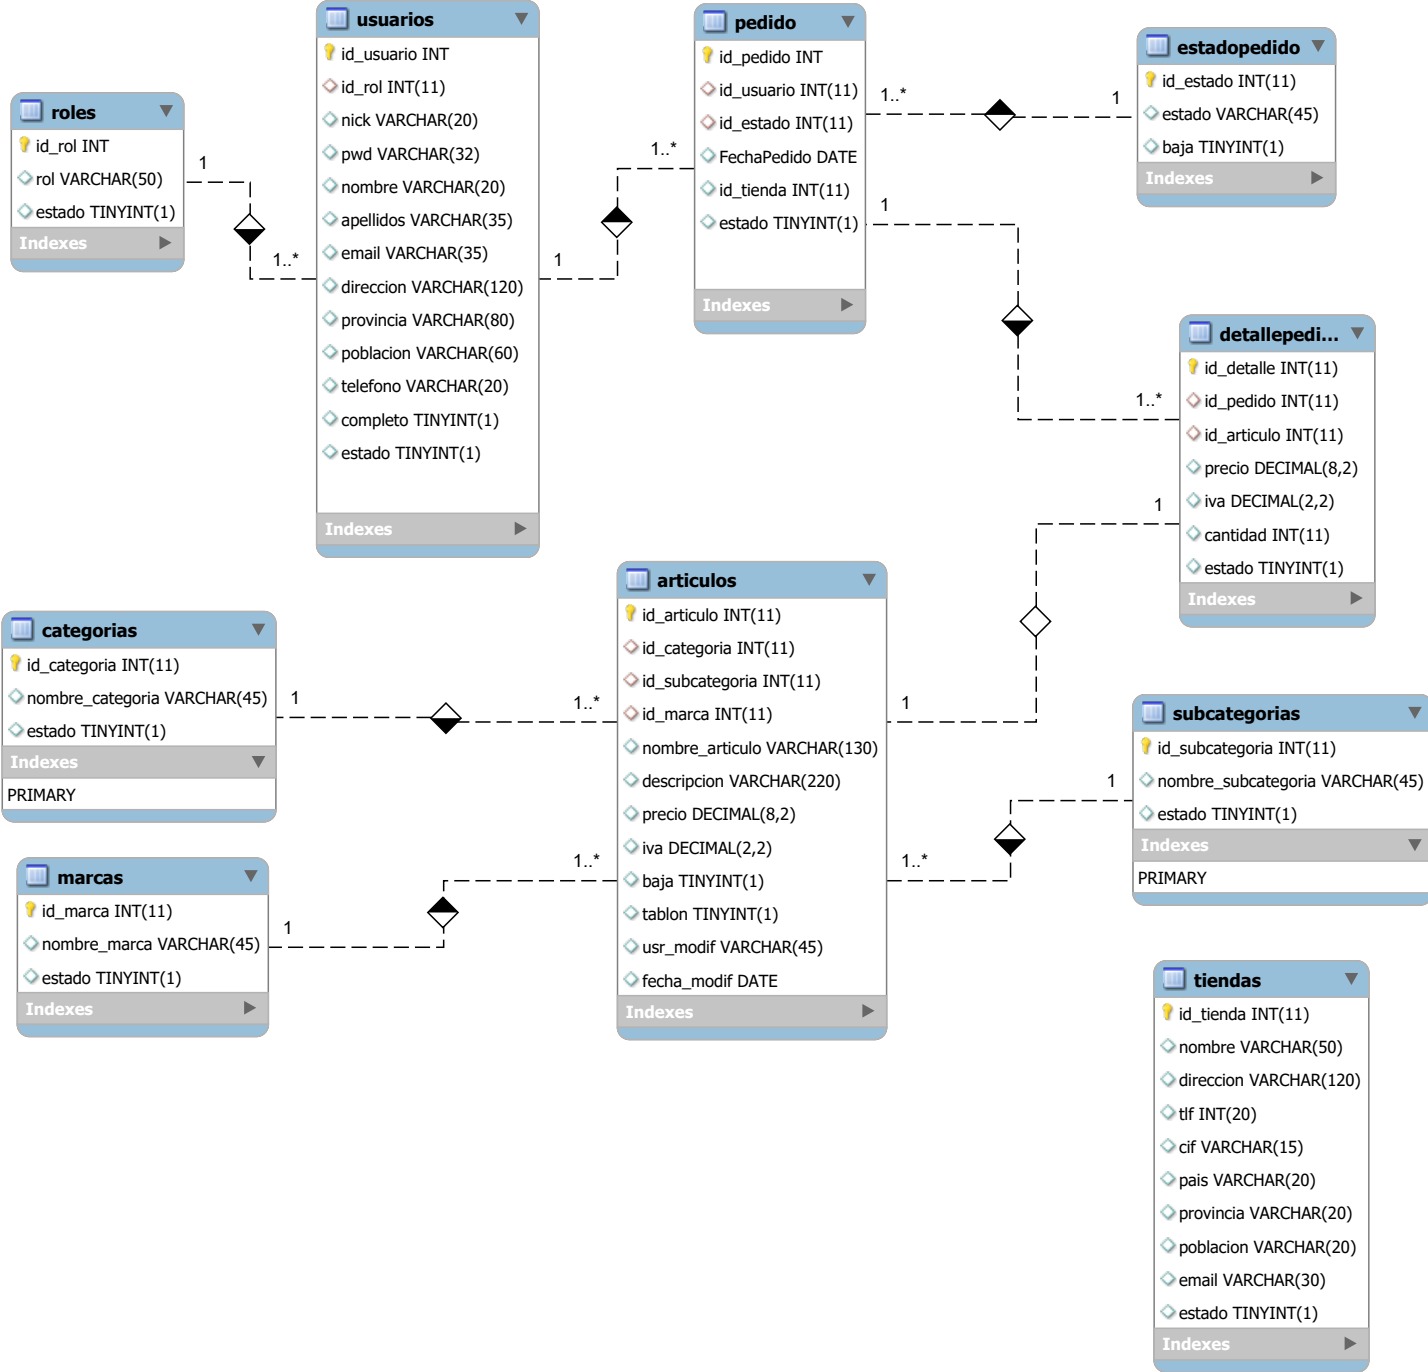 roles
id_rol INT
rol VARCHAR(50)
estado TINYINT(1)
Indexes
1
1..*
usuarios
id_usuario INT
id_rol INT(11)
nick VARCHAR(20)
pwd VARCHAR(32)
nombre VARCHAR(20)
apellidos VARCHAR(35)
email VARCHAR(35)
direccion VARCHAR(120)
provincia VARCHAR(80)
poblacion VARCHAR(60)
telefono VARCHAR(20)
completo TINYINT(1)
estado TINYINT(1)
Indexes
1
1..*
pedido
id_pedido INT
id_usuario INT(11)
id_estado INT(11)
FechaPedido DATE
id_tienda INT(11)
estado TINYINT(1)
Indexes
1..*
1
estadopedido
id_estado INT(11)
estado VARCHAR(45)
baja TINYINT(1)
Indexes
1
1..*
detallepedi...
id_detalle INT(11)
id_pedido INT(11)
id_articulo INT(11)
precio DECIMAL(8,2)
iva DECIMAL(2,2)
cantidad INT(11)
estado TINYINT(1)
Indexes
1
1
categorias
id_categoria INT(11)
nombre_categoria VARCHAR(45)
estado TINYINT(1)
Indexes
PRIMARY
1
1..*
articulos
id_articulo INT(11)
id_categoria INT(11)
id_subcategoria INT(11)
id_marca INT(11)
nombre_articulo VARCHAR(130)
descripcion VARCHAR(220)
precio DECIMAL(8,2)
iva DECIMAL(2,2)
baja TINYINT(1)
tablon TINYINT(1)
usr_modif VARCHAR(45)
fecha_modif DATE
Indexes
1..*
1
subcategorias
id_subcategoria INT(11)
nombre_subcategoria VARCHAR(45)
estado TINYINT(1)
Indexes
PRIMARY
marcas
id_marca INT(11)
nombre_marca VARCHAR(45)
estado TINYINT(1)
Indexes
1
1..*
tiendas
id_tienda INT(11)
nombre VARCHAR(50)
direccion VARCHAR(120)
tlf INT(20)
cif VARCHAR(15)
pais VARCHAR(20)
provincia VARCHAR(20)
poblacion VARCHAR(20)
email VARCHAR(30)
estado TINYINT(1)
Indexes